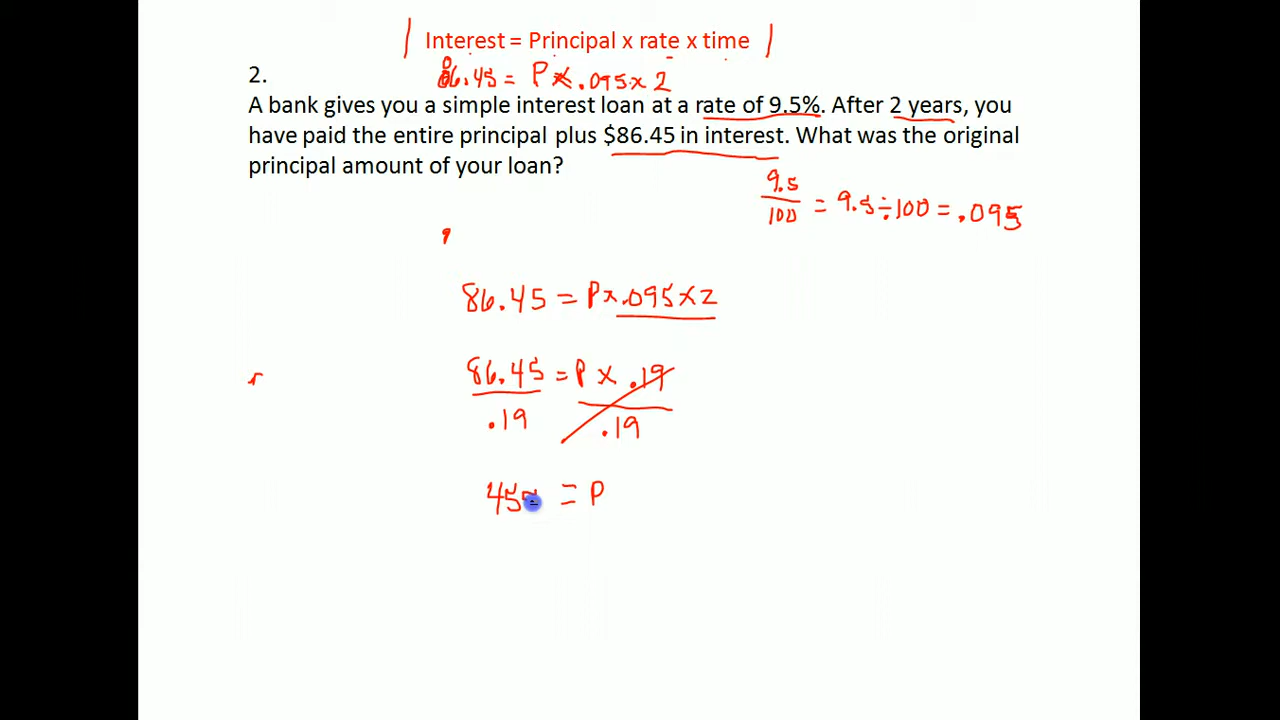 | Interest = Principal x rate x time |
2.
86.45 = P x .095 x 2
A bank gives you a simple interest loan at a rate of 9.5%. After 2 years, you
have paid the entire principal plus $86.45 in interest. What was the original
principal amount of your loan?
9.5
100 = 9.5 ÷ 100 = .095
86.45 = P x .095 x 2
86.45 = P x .19
.19 .19
= P